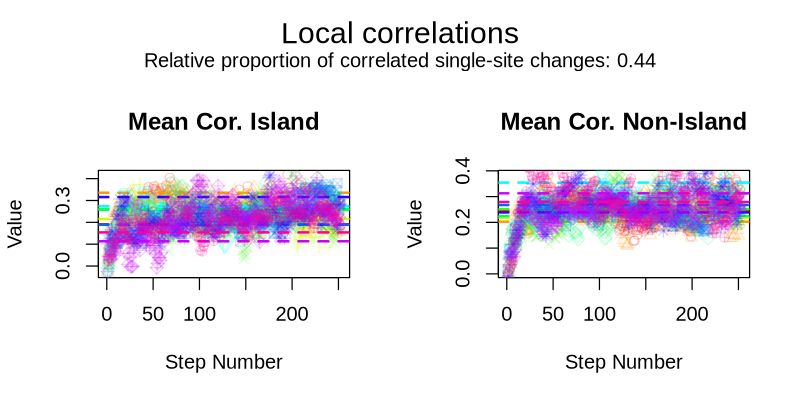 Local correlations
Relative proportion of correlated single-site changes: 0.44
Mean Cor. Island
Mean Cor. Non-Island
Value
0.0
0.3
0
50
100
200
Step Number
Value
0.0
0.2
0.4
0
50
100
200
Step Number